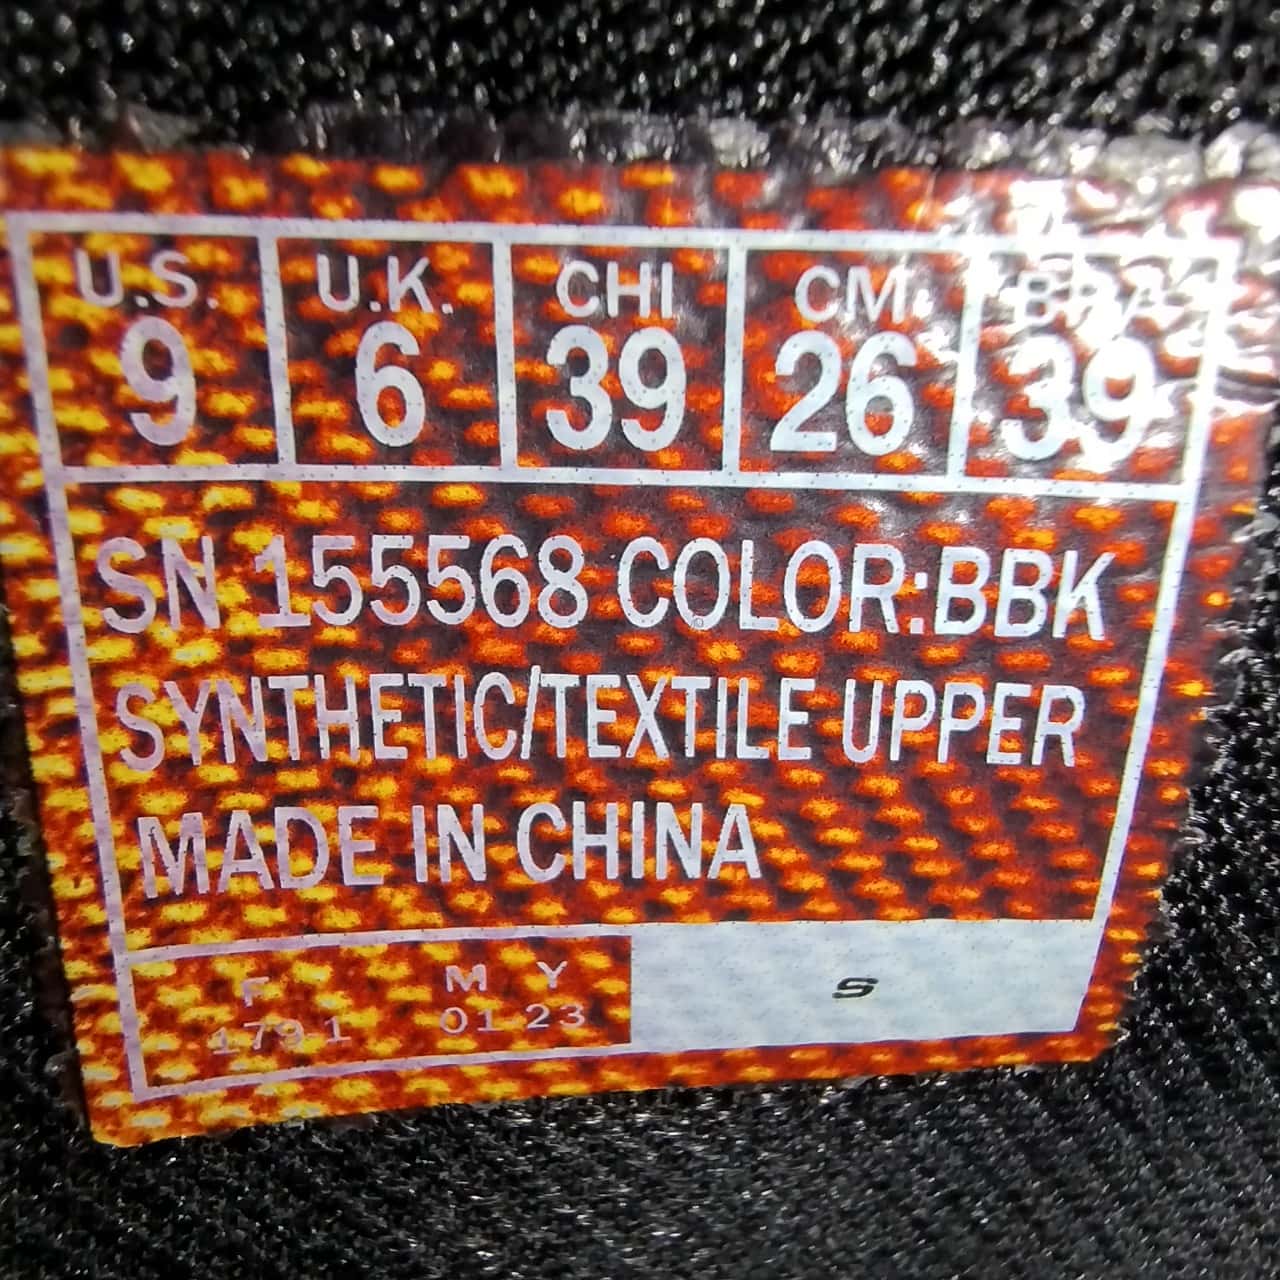 U.S. U.K. CHI CM. BRA
9 6 39 26 39
SN 155568 COLOR:BBK
SYNTHETIC/TEXTILE UPPER
MADE IN CHINA
F M Y
1791 01 23
S